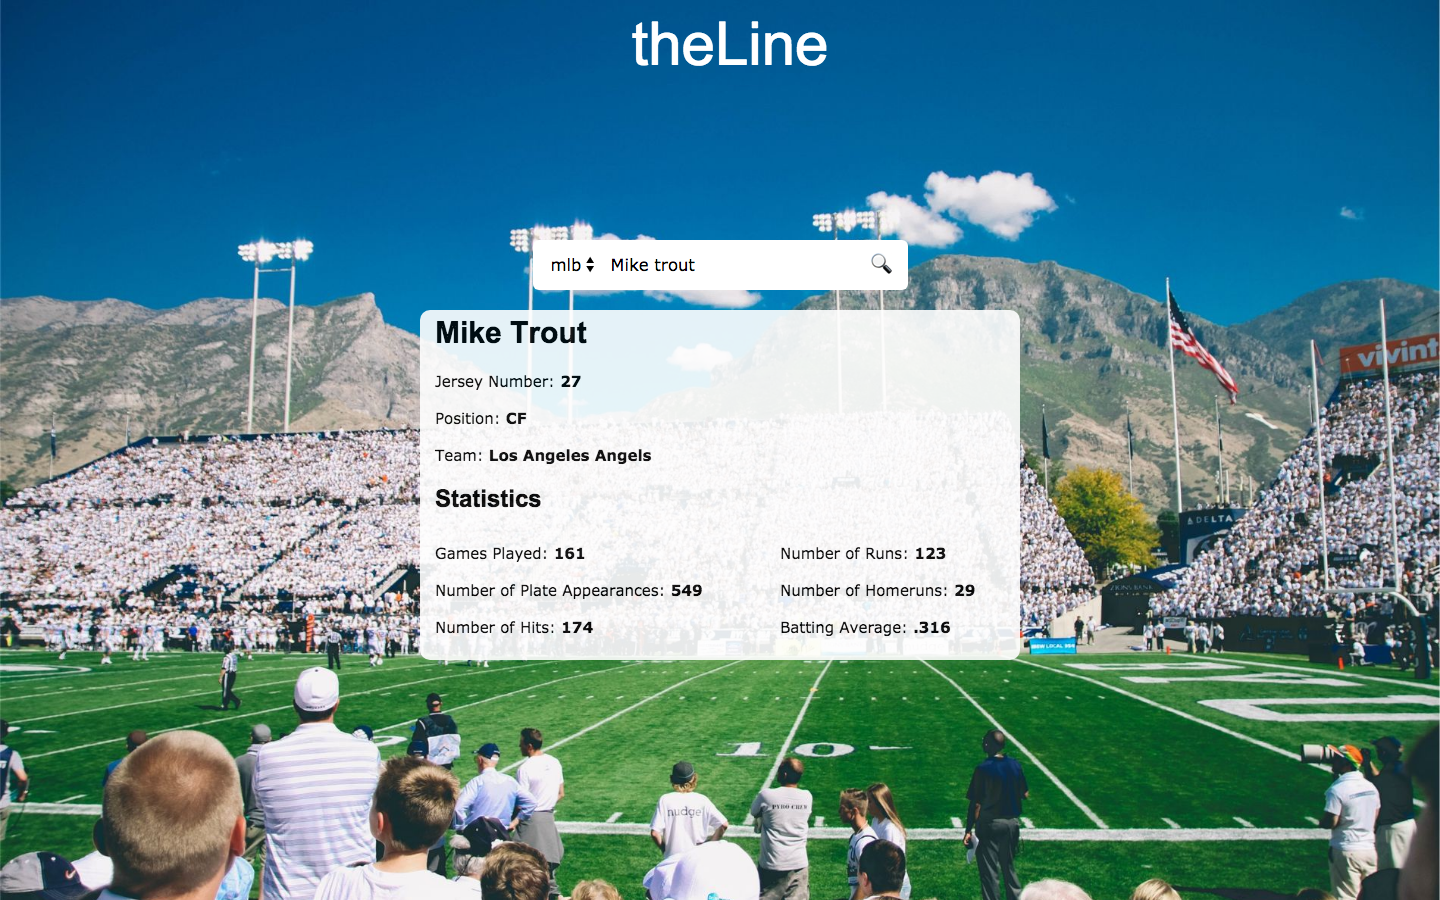 theLine
mlb Mike trout
Mike Trout
Jersey Number: 27
Position: CF
Team: Los Angeles Angels
Statistics
Games Played: 161
Number of Runs: 123
Number of Plate Appearances: 549
Number of Homeruns: 29
Number of Hits: 174
Batting Average: .316
vivint
DELTA
10
nudge
PYRO CREW